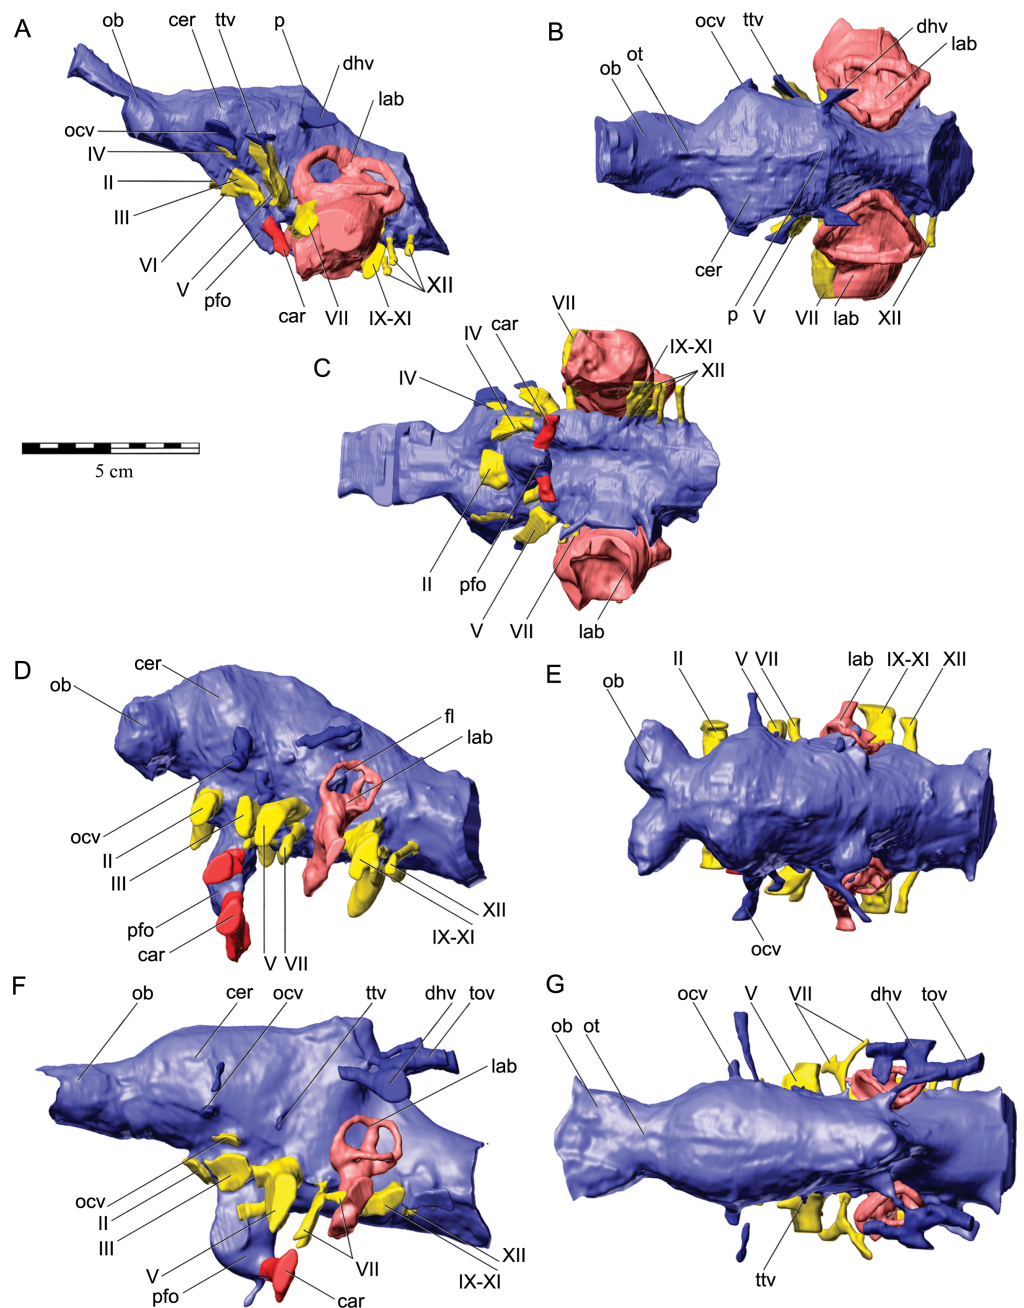 A
ob
cer
ttv
p
dhv
lab
ocv
IV
II
III
VI
V
pfo
car
VII
IX-XI
XII
B
ocv
ttv
dhv
lab
ot
ob
cer
p
V
VII
lab
XII
C
VII
car
IV
IV
IX-XI
XII
II
pfo
V
VII
lab
5 cm
D
cer
ob
fl
lab
ocv
II
III
pfo
car
V
VII
XII
IX-XI
E
ob
II
V
VII
lab
IX-XI
XII
ocv
F
ob
cer
ocv
ttv
dhv
tov
lab
ocv
II
III
V
pfo
car
VII
XII
IX-XI
G
ocv
V
VII
dhv
tov
ob
ot
ttv